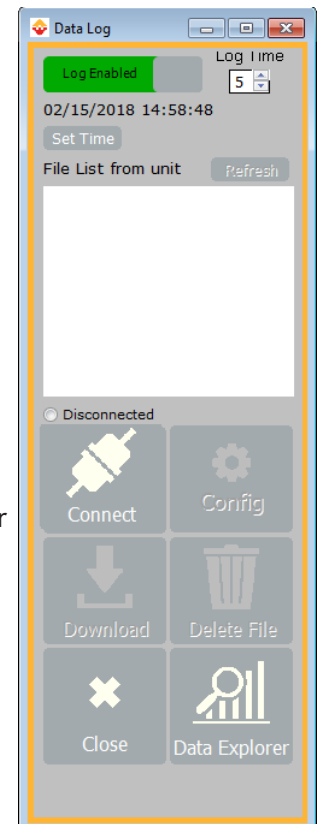 Data Log
Log Time
Log Enabled
5
02/15/2018 14:58:48
Set Time
File List from unit
Refresh
Disconnected
Connect
Config
r
Download
Delete File
Close
Data Explorer